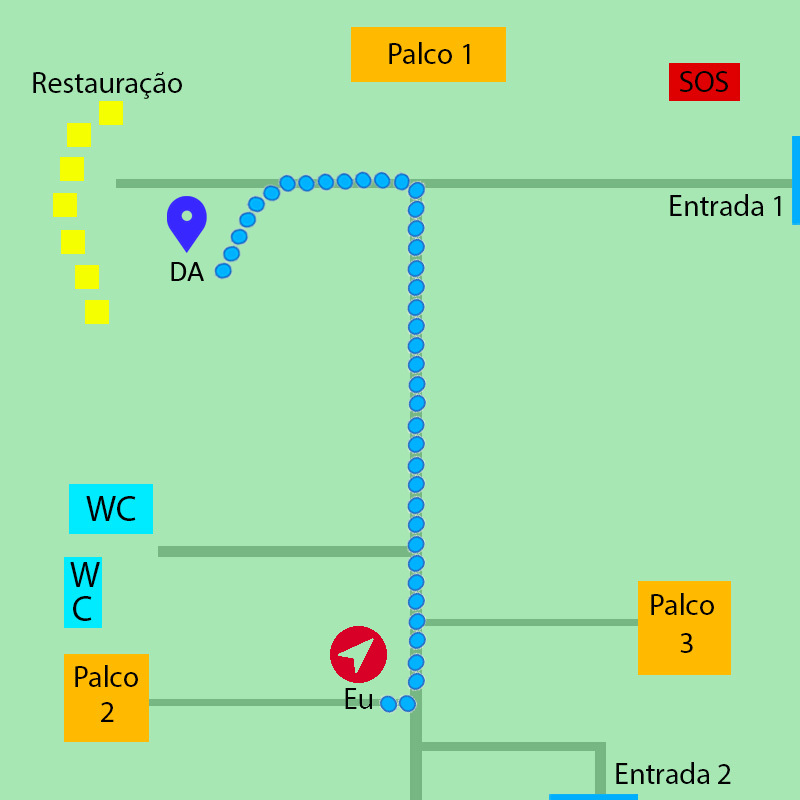 Palco 1
Restauração
SOS
Entrada 1
DA
WC
W
C
Palco
3
Palco
2
Eu
Entrada 2